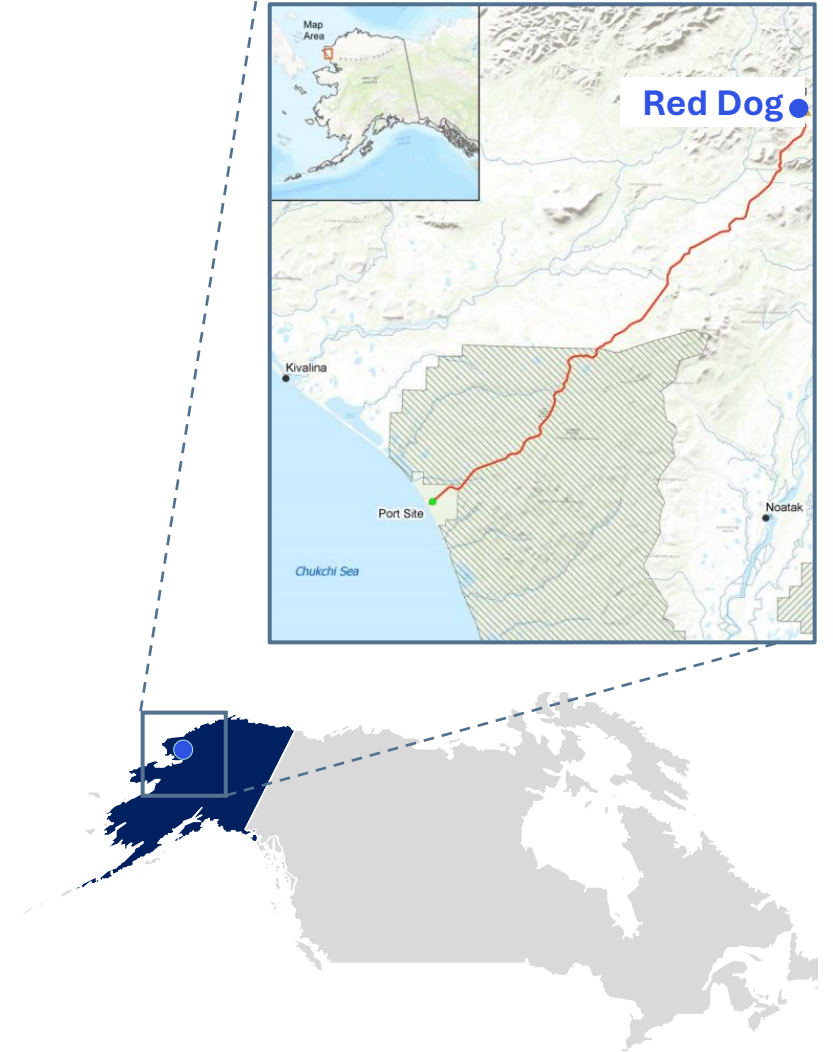 Map
Area
Red Dog
Kivalina
Port Site
Noatak
Chukchi Sea